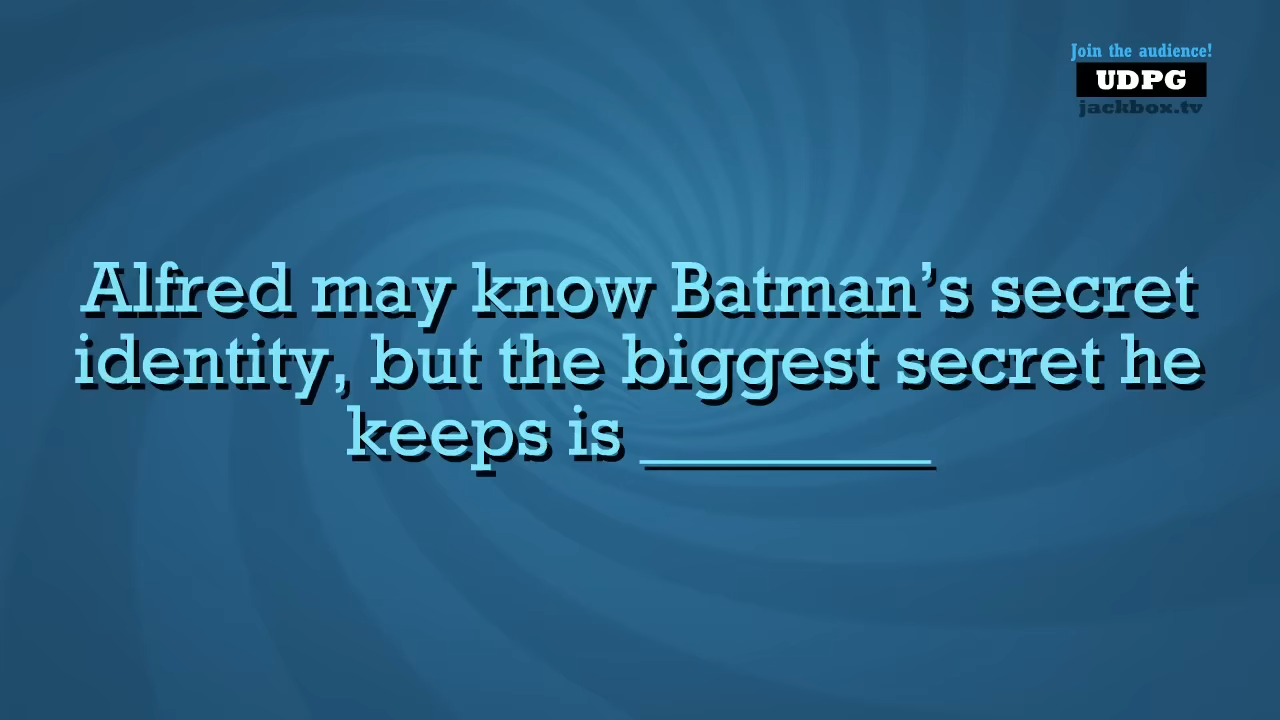 Join the audience!
UDPG
jackbox.tv
Alfred may know Batman’s secret
identity, but the biggest secret he
keeps is ________